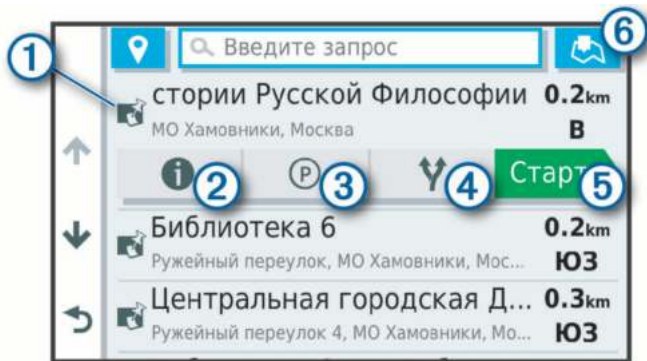 6
1
Введите запрос
стории Русской Философии 0.2km
МО Хамовники, Москва В
i 2 P 3 4 Старт 5
Библиотека 6 0.2km
Ружейный переулок, МО Хамовники, Мос... ЮЗ
Центральная городская Д... 0.3km
Ружейный переулок 4, МО Хамовники, Мо... ЮЗ